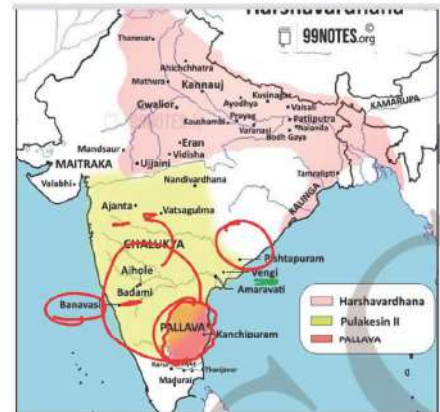 Harshavardhana
99NOTES.org
Thanesar
Ahichchhatra
Mathura
Kannauj
Kusinagar
Gwalior
Ayodhya
Vaisali
KAMARUPA
Kaushambi
Prayag
Patliputra
Nalanda
Varanasi
Bodh Gaya
Eran
Mandsaur
Vidisha
MAITRAKA
Ujjaini
Tamralipti
Valabhi
Nandivardhana
KALINGA
Ajanta
Vatsagulma
CHALUKYA
Pishtapuram
Aihole
Vengi
Badami
Amaravati
Banavasi
Harshavardhana
Pulakesin II
PALLAVA
PALLAVA
Kanchipuram
Thanjavur
Madurai